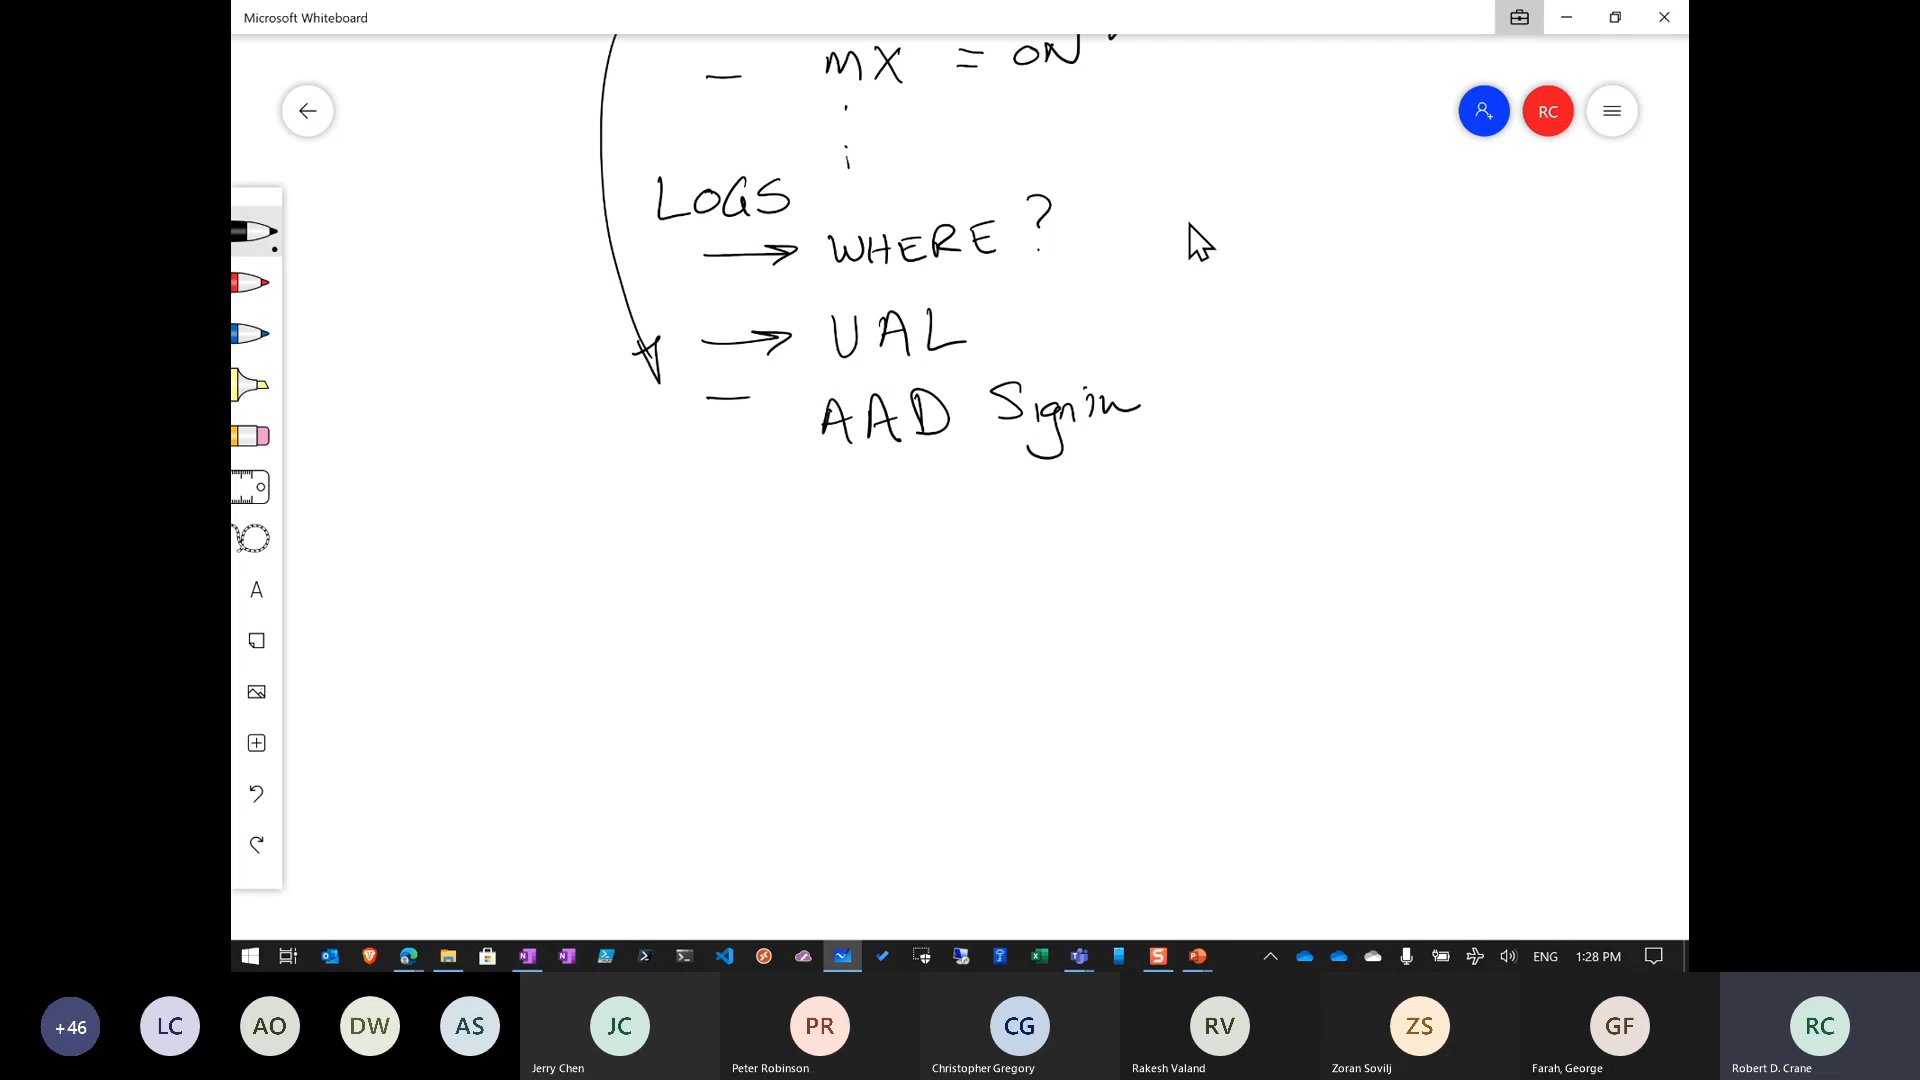 Microsoft Whiteboard
— MX = ON
RC
LOGS
→ WHERE ?
→ UAL
— AAD Signin
A
ENG 1:28 PM
+46 LC AO DW AS JC PR CG RV ZS GF RC
Jerry Chen Peter Robinson Christopher Gregory Rakesh Valand Zoran Sovilj Farah, George Robert D. Crane